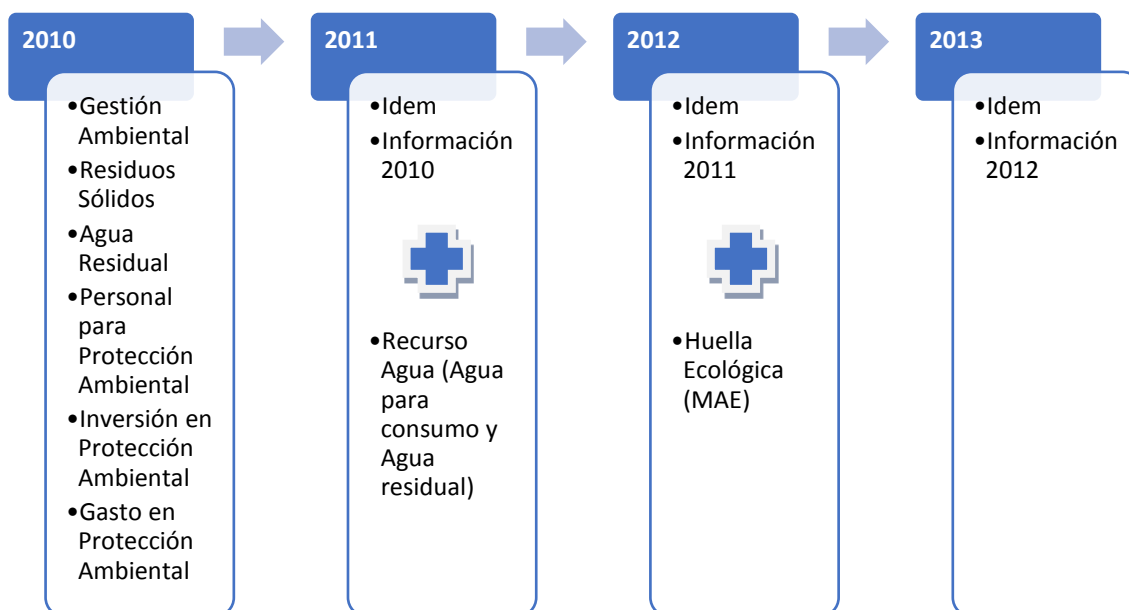 2010
•Gestión
Ambiental
•Residuos
Sólidos
•Agua
Residual
•Personal
para
Protección
Ambiental
•Inversión en
Protección
Ambiental
•Gasto en
Protección
Ambiental
2011
•Idem
•Información
2010
•Recurso
Agua (Agua
para
consumo y
Agua
residual)
2012
•Idem
•Información
2011
•Huella
Ecológica
(MAE)
2013
•Idem
•Información
2012